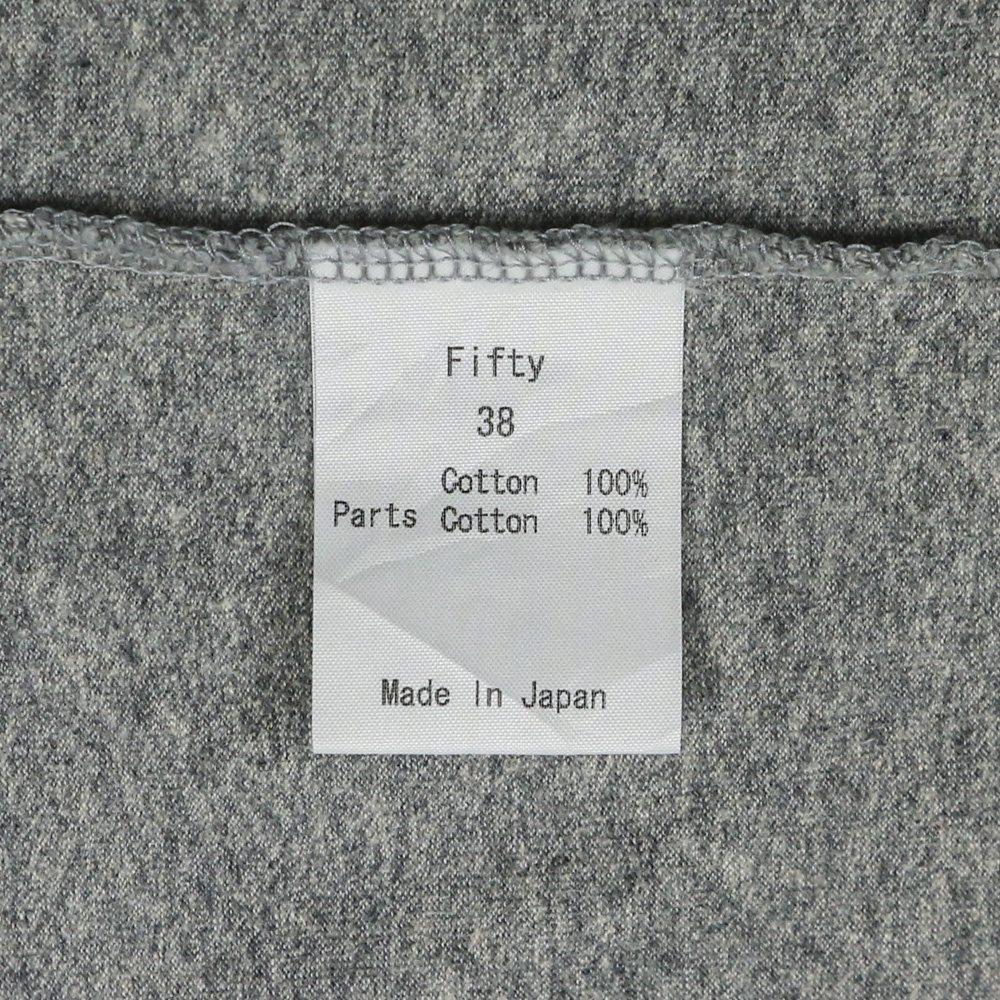 Fifty
38
Cotton 100%
Parts Cotton 100%
Made In Japan